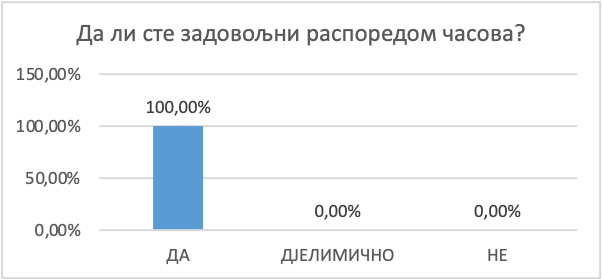 Да ли сте задовољни распоредом часова?
150,00%
100,00%
100,00%
50,00%
0,00%
0,00%
0,00%
ДА
ДЈЕЛИМИЧНО
НЕ